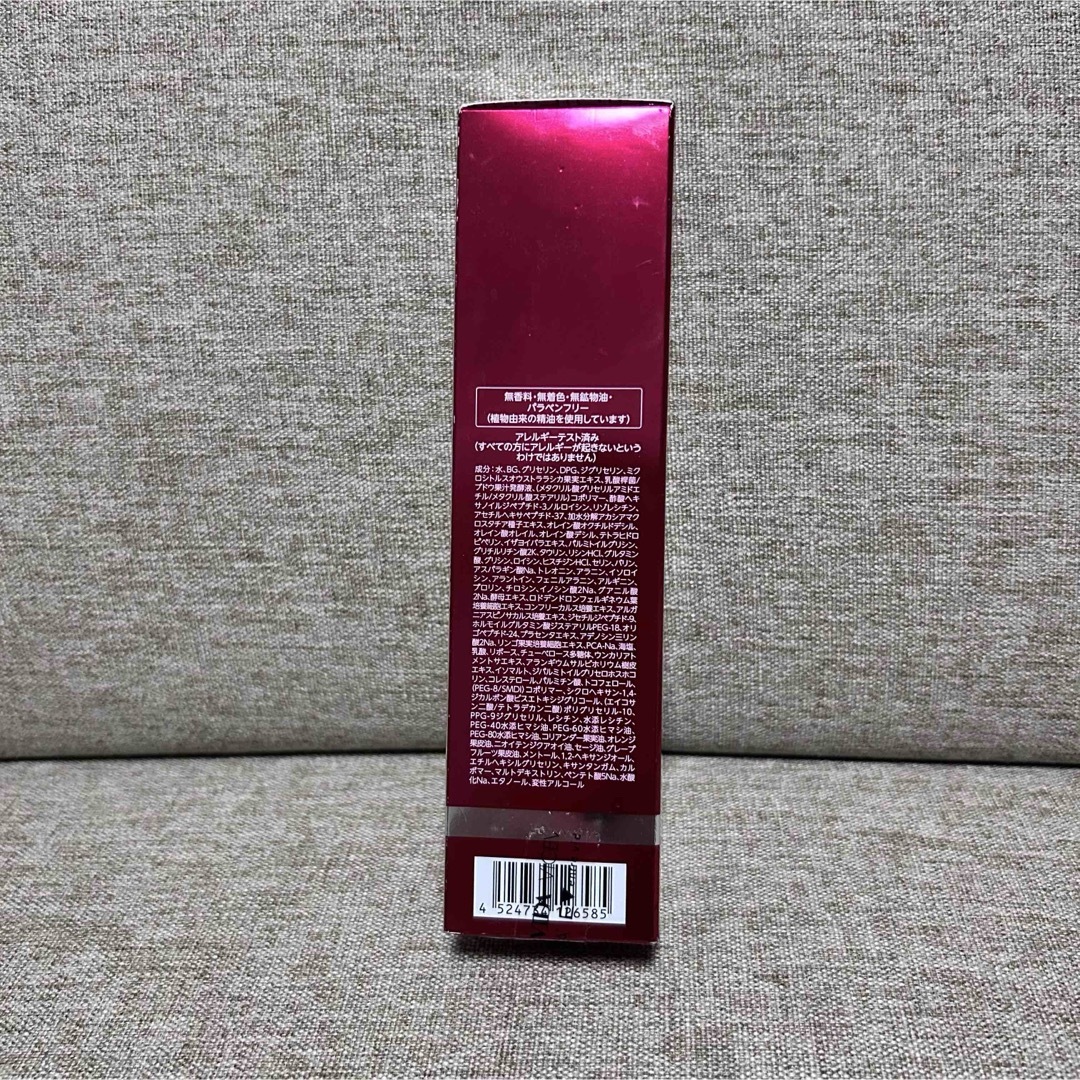 無香料・無着色・無鉱物油・
パラベンフリー
(植物由来の精油を使用しています)
アレルギーテスト済み
(すべての方にアレルギーが起きないという
わけではありません)
成分:水、BG、グリセリン、DPG、ジグリセリン、ミク
ロシトルスオウストララシカ果実エキス、乳酸桿菌/
ブドウ果汁発酵液、(メタクリル酸グリセリルアミドエ
チル/メタクリル酸ステアリル)コポリマー、酢酸ヘキ
サノイルジペプチド-3ノルロイシン、リゾレシチン、
アセチルヘキサペプチド-37、加水分解アカシアマク
ロスタチア種子エキス、オレイン酸オクチルドデシル、
オレイン酸オレイル、オレイン酸デシル、テトラヒドロ
ピペリン、イザヨイバラエキス、パルミトイルグリシン、
グリチルリチン酸2K、タウリン、リシンHCl、グルタミン
酸、グリシン、ロイシン、ヒスチジンHCl、セリン、バリン、
アスパラギン酸Na、トレオニン、アラニン、イソロイ
シン、アラントイン、フェニルアラニン、アルギニン、
プロリン、チロシン、イノシン酸2Na、グアニル酸
2Na、酵母エキス、ロドデンドロンフェルギネウム葉
培養細胞エキス、コンフリーカルス培養エキス、アルガ
ニアスピノサカルス培養エキス、ジセチルジペプチド-9、
ホルモイルグルタミン酸ジステアリルPEG-18、オリ
ゴペプチド-24、プラセンタエキス、アデノシン三リン
酸2Na、リンゴ果実培養細胞エキス、PCA-Na、海塩、
乳酸、リボース、チューベロース多糖体、ウンカリアト
メントサエキス、アランギウムサルビホリウム樹皮
エキス、イソマルト、ジパルミトイルグリセロホスホコ
リン、コレステロール、パルミチン酸、トコフェロール、
(PEG-8/SMDI)コポリマー、シクロヘキサン-1,4-
ジカルボン酸ビスエトキシジグリコール、(エイコサ
ン二酸/テトラデカン二酸)ポリグリセリル-10、
PPG-9ジグリセリル、レシチン、水添レシチン、
PEG-40水添ヒマシ油、PEG-60水添ヒマシ油、
PEG-80水添ヒマシ油、コリアンダー果実油、オレンジ
果皮油、ニオイテンジクアオイ油、セージ油、グレープ
フルーツ果皮油、メントール、1,2-ヘキサンジオール、
エチルヘキシルグリセリン、キサンタンガム、カル
ボマー、マルトデキストリン、ペンテト酸5Na、水酸
化Na、エタノール、変性アルコール